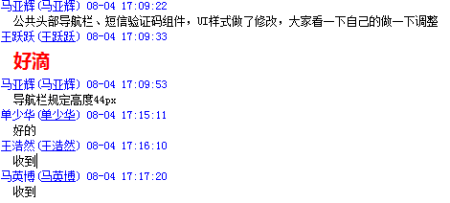 马亚辉(马亚辉) 08-04 17:09:22
公共头部导航栏、短信验证码组件，UI样式做了修改，大家看一下自己的做一下调整
王跃跃(王跃跃) 08-04 17:09:33
好滴
马亚辉(马亚辉) 08-04 17:09:53
导航栏规定高度44px
单少华(单少华) 08-04 17:15:11
好的
王浩然(王浩然) 08-04 17:16:10
收到
马英博(马英博) 08-04 17:17:20
收到